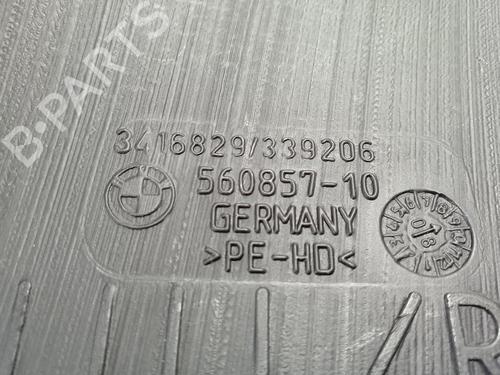 B-PARTS
3416829/339206
560857-10
GERMANY
>PE-HD<